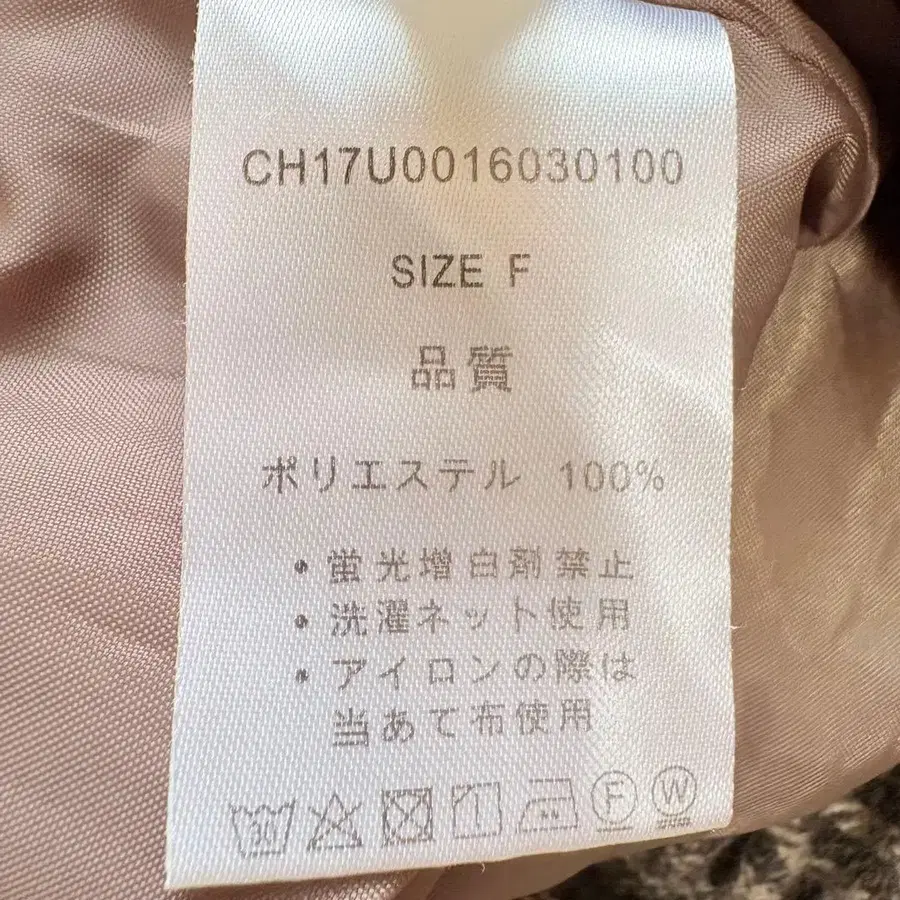 CH17U0016030100
SIZE F
品質
ポリエステル 100%
・蛍光増白剤禁止
・洗濯ネット使用
・アイロンの際は
当あて布使用
30 F W